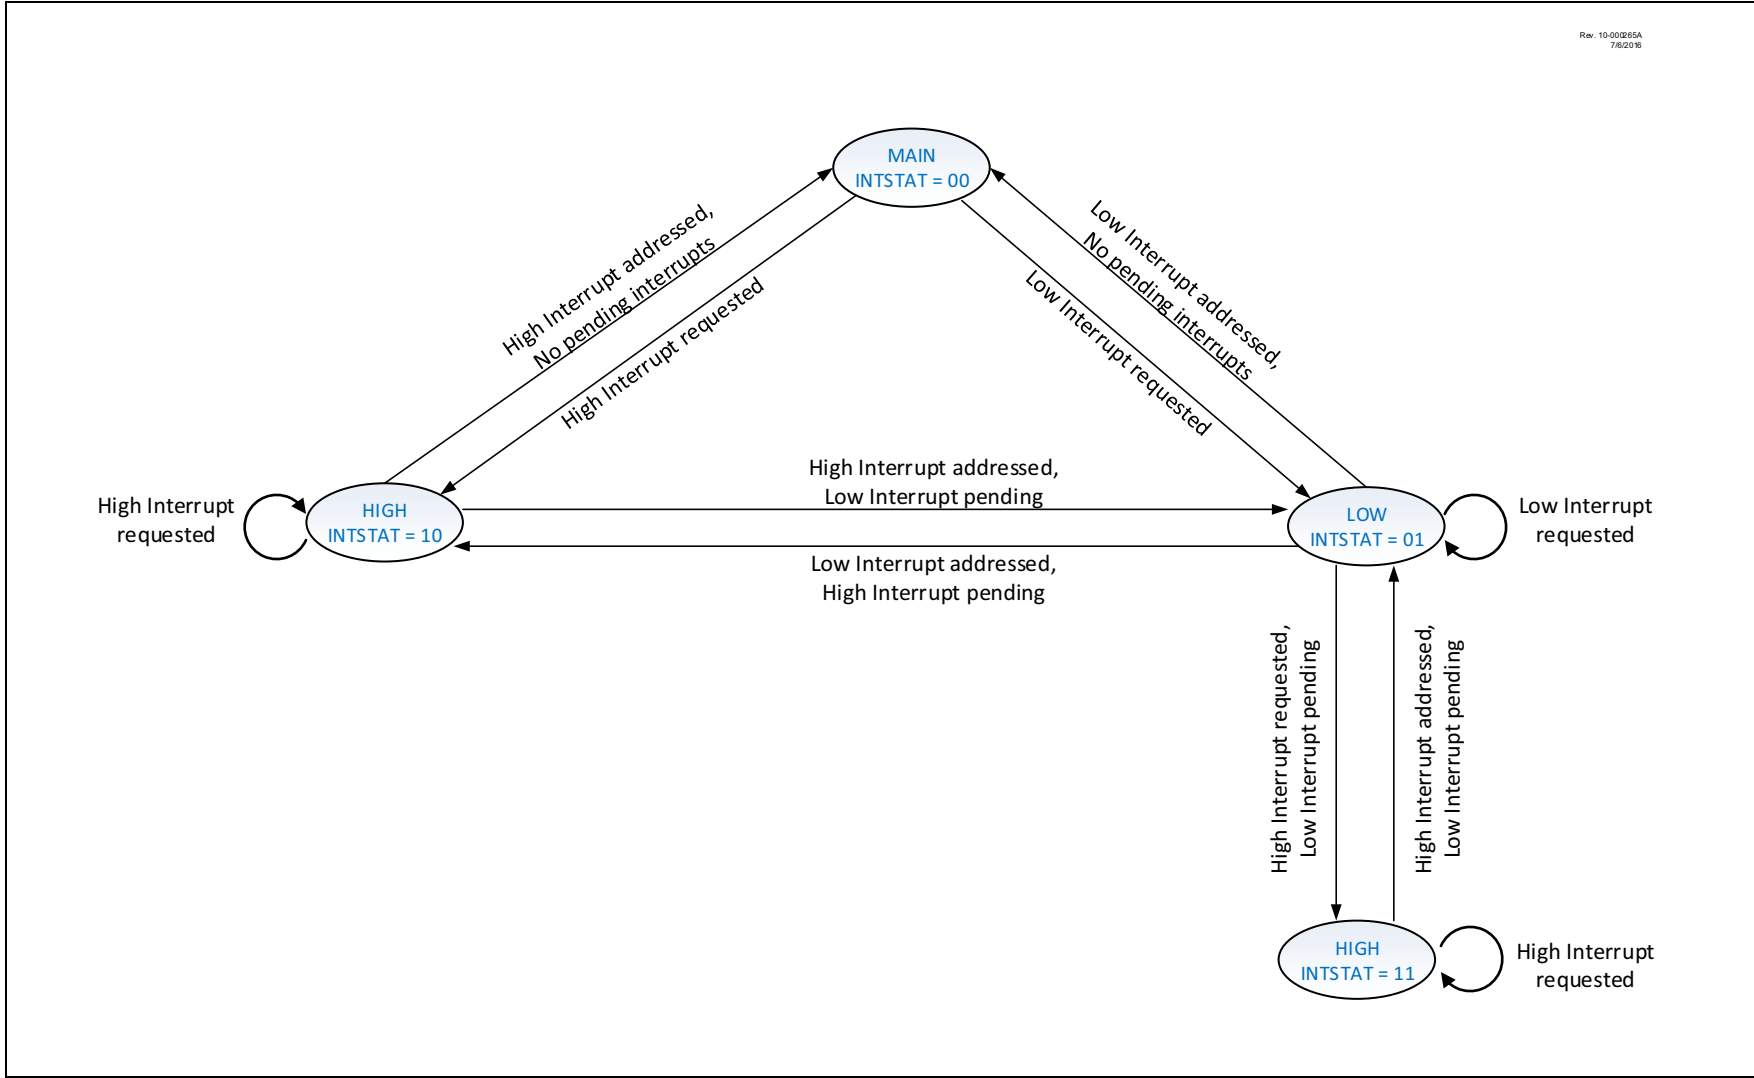 Rev. 10-000265A
7/6/2016
MAIN
INTSTAT = 00
High Interrupt addressed,
No pending interrupts
High Interrupt requested
Low Interrupt addressed,
No pending interrupts
Low Interrupt requested
High Interrupt addressed,
Low Interrupt pending
High Interrupt
requested
HIGH
INTSTAT = 10
LOW
INTSTAT = 01
Low Interrupt
requested
Low Interrupt addressed,
High Interrupt pending
High Interrupt requested,
Low Interrupt pending
High Interrupt addressed,
Low Interrupt pending
HIGH
INTSTAT = 11
High Interrupt
requested